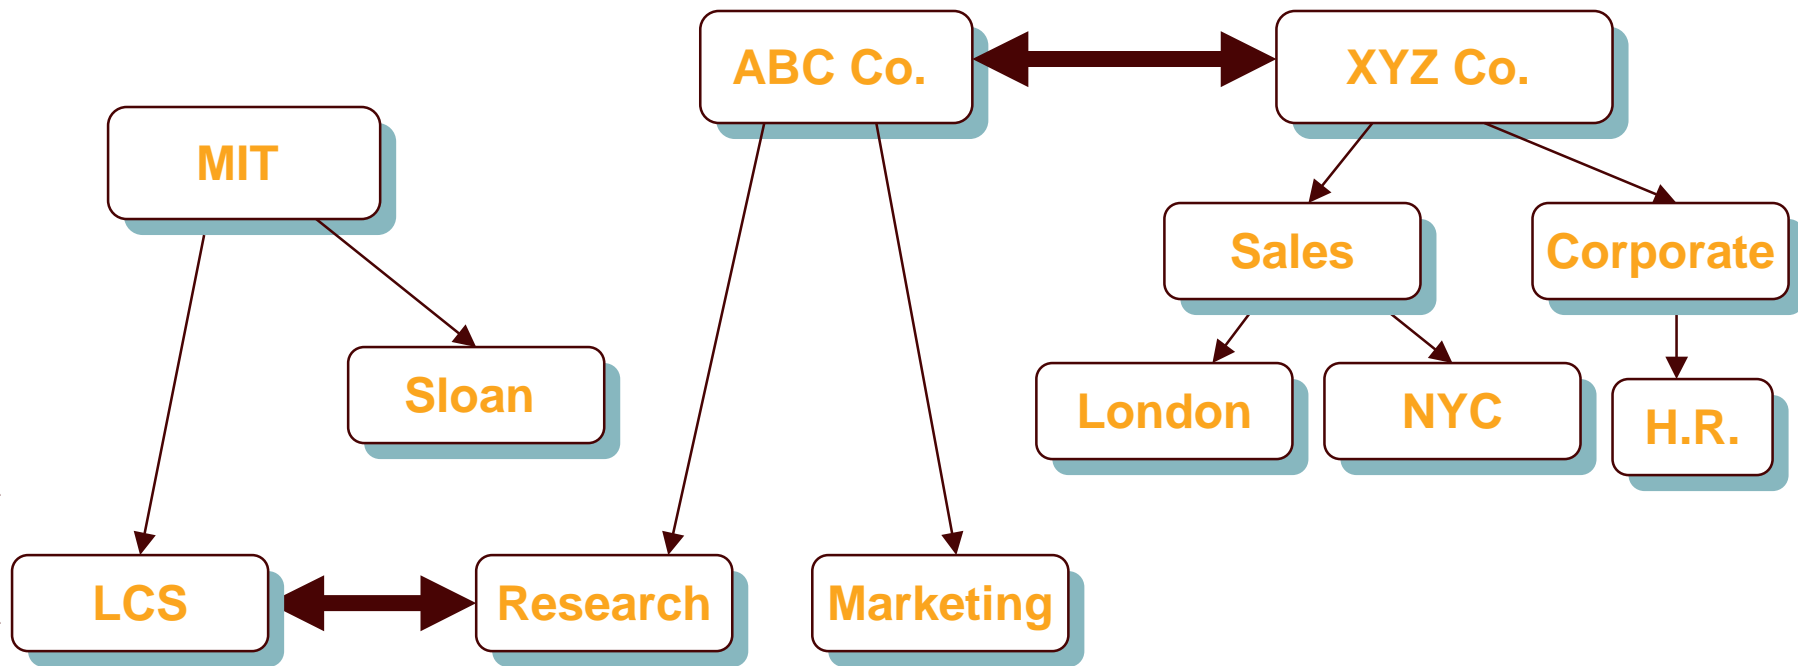 ABC Co.
XYZ Co.
MIT
Sales
Corporate
Sloan
London
NYC
H.R.
LCS
Research
Marketing